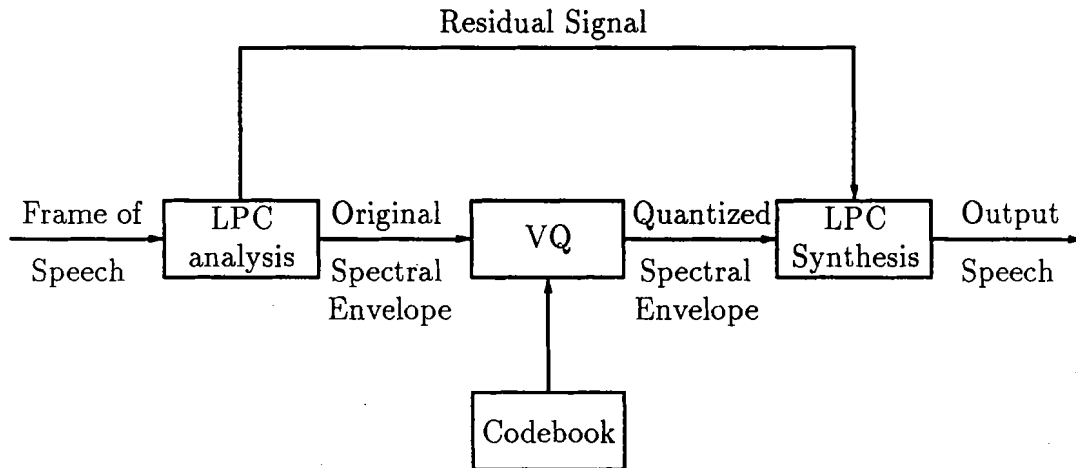 Residual Signal
Frame of
Speech
LPC
analysis
Original
Spectral
Envelope
VQ
Quantized
Spectral
Envelope
LPC
Synthesis
Output
Speech
Codebook